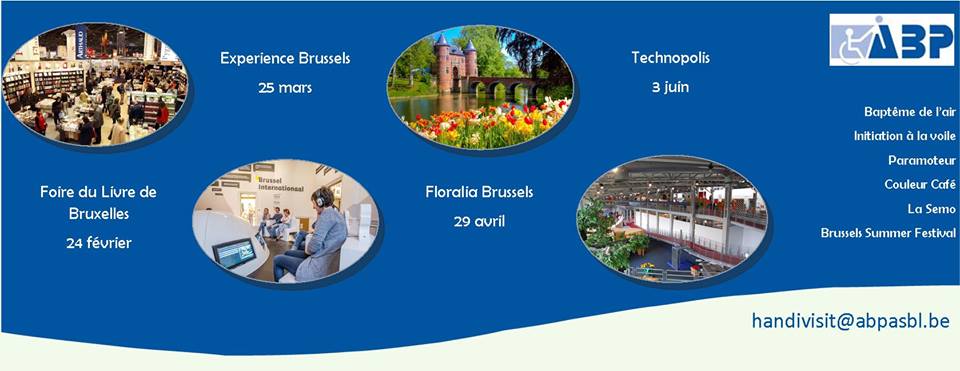 Experience Brussels
25 mars
Technopolis
3 juin
ABP
Baptême de l'air
Initiation à la voile
Paramoteur
Couleur Café
La Semo
Brussels Summer Festival
Foire du Livre de
Bruxelles
24 février
Brussel
Internationaal
Floralia Brussels
29 avril
handivisit@abpasbl.be